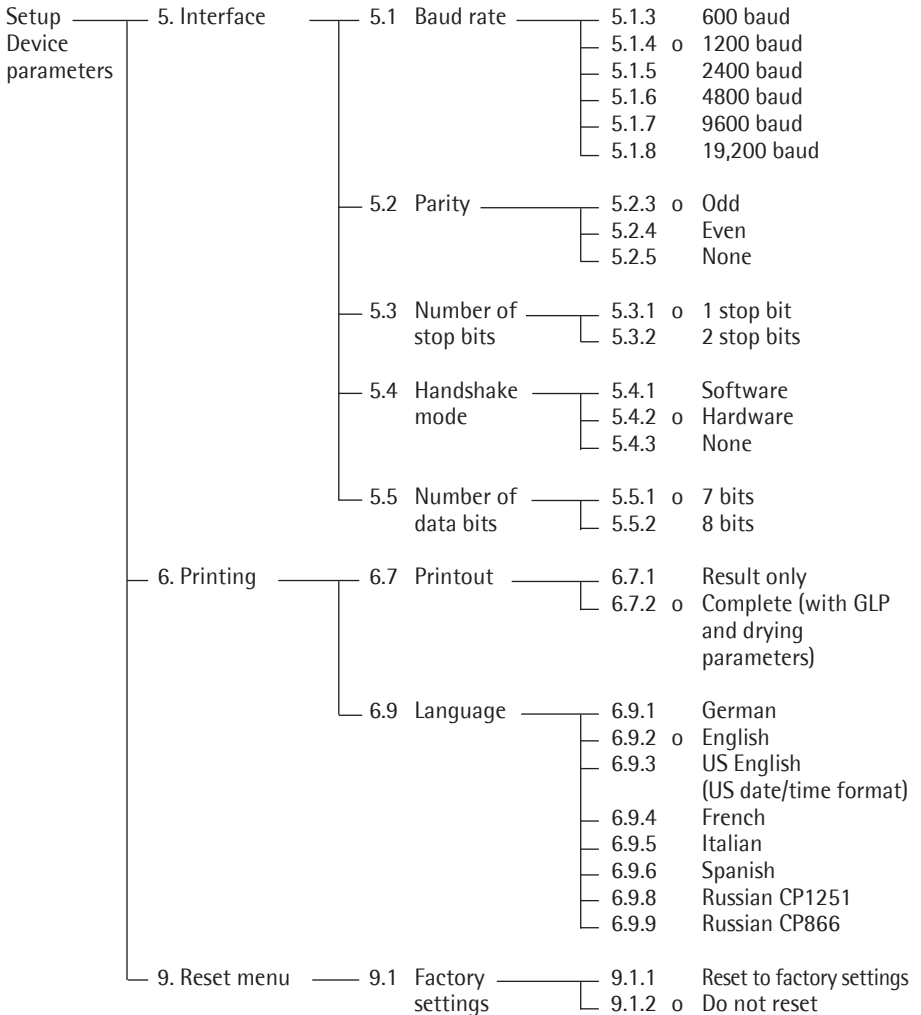 Setup 5. Interface 5.1 Baud rate 5.1.3 600 baud
Device 5.1.4 o 1200 baud
parameters 5.1.5 2400 baud
5.1.6 4800 baud
5.1.7 9600 baud
5.1.8 19,200 baud
5.2 Parity 5.2.3 o Odd
5.2.4 Even
5.2.5 None
5.3 Number of 5.3.1 o 1 stop bit
stop bits 5.3.2 2 stop bits
5.4 Handshake 5.4.1 Software
mode 5.4.2 o Hardware
5.4.3 None
5.5 Number of 5.5.1 o 7 bits
data bits 5.5.2 8 bits
6. Printing 6.7 Printout 6.7.1 Result only
6.7.2 o Complete (with GLP
and drying
parameters)
6.9 Language 6.9.1 German
6.9.2 o English
6.9.3 US English
(US date/time format)
6.9.4 French
6.9.5 Italian
6.9.6 Spanish
6.9.8 Russian CP1251
6.9.9 Russian CP866
9. Reset menu 9.1 Factory 9.1.1 Reset to factory settings
settings 9.1.2 o Do not reset